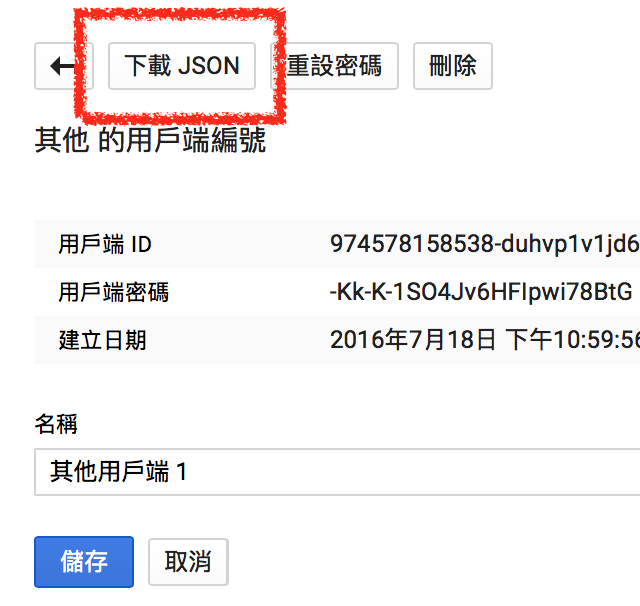 下載 JSON 重設密碼 刪除
其他 的用戶端編號
用戶端 ID 974578158538-duhvp1v1jd6
用戶端密碼 -Kk-K-1SO4Jv6HFlpwi78BtG
建立日期 2016年7月18日 下午10:59:56
名稱
其他用戶端 1
儲存 取消